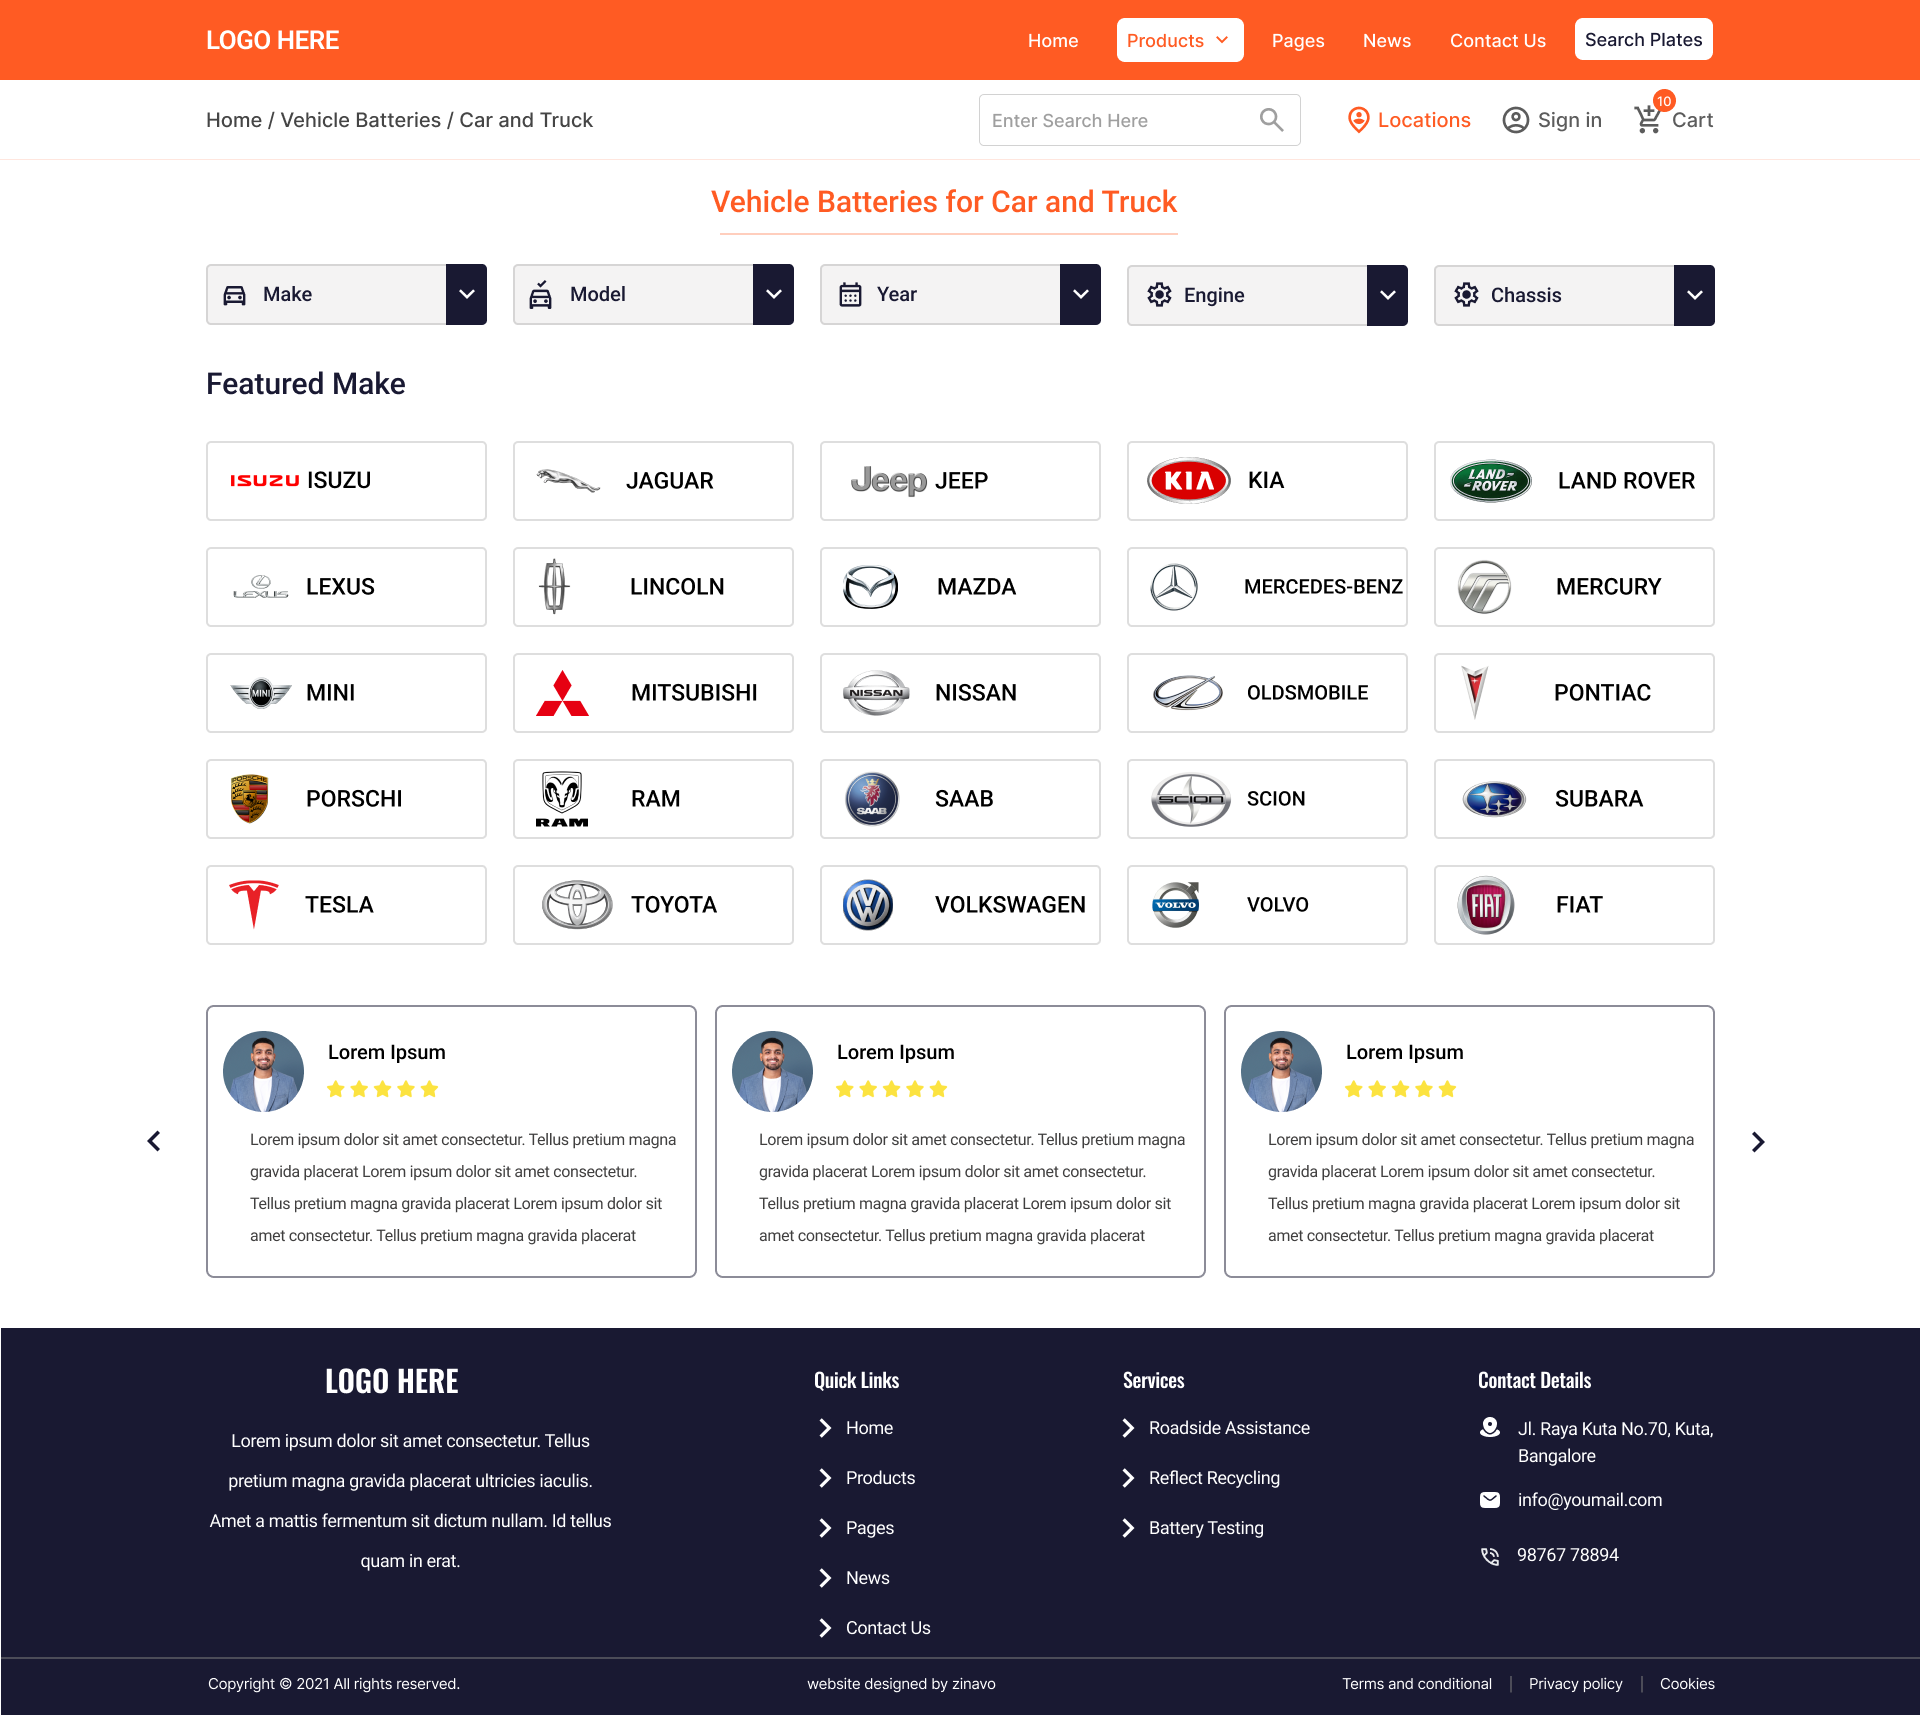 LOGO HERE
Home
Products
Pages
News
Contact Us
Search Plates
Home / Vehicle Batteries / Car and Truck
Enter Search Here
Locations
Sign in
10
Cart
Vehicle Batteries for Car and Truck
Make
Model
Year
Engine
Chassis
Featured Make
ISUZU ISUZU
JAGUAR
Jeep JEEP
KIA KIA
LAND-
-ROVER
LAND ROVER
LEXUS LEXUS
LINCOLN
MAZDA
MERCEDES-BENZ
MERCURY
MINI MINI
MITSUBISHI
NISSAN NISSAN
OLDSMOBILE
PONTIAC
PORSCHE
PORSCHI
RAM
RAM
SAAB SAAB
SCION SCION
SUBARA
TESLA
TOYOTA
VOLKSWAGEN
VOLVO VOLVO
FIAT FIAT
Lorem Ipsum
Lorem ipsum dolor sit amet consectetur. Tellus pretium magna
gravida placerat Lorem ipsum dolor sit amet consectetur.
Tellus pretium magna gravida placerat Lorem ipsum dolor sit
amet consectetur. Tellus pretium magna gravida placerat
Lorem Ipsum
Lorem ipsum dolor sit amet consectetur. Tellus pretium magna
gravida placerat Lorem ipsum dolor sit amet consectetur.
Tellus pretium magna gravida placerat Lorem ipsum dolor sit
amet consectetur. Tellus pretium magna gravida placerat
Lorem Ipsum
Lorem ipsum dolor sit amet consectetur. Tellus pretium magna
gravida placerat Lorem ipsum dolor sit amet consectetur.
Tellus pretium magna gravida placerat Lorem ipsum dolor sit
amet consectetur. Tellus pretium magna gravida placerat
LOGO HERE
Lorem ipsum dolor sit amet consectetur. Tellus
pretium magna gravida placerat ultricies iaculis.
Amet a mattis fermentum sit dictum nullam. Id tellus
quam in erat.
Quick Links
Home
Products
Pages
News
Contact Us
Services
Roadside Assistance
Reflect Recycling
Battery Testing
Contact Details
Jl. Raya Kuta No.70, Kuta,
Bangalore
info@youmail.com
98767 78894
Copyright © 2021 All rights reserved.
website designed by zinavo
Terms and conditional | Privacy policy | Cookies